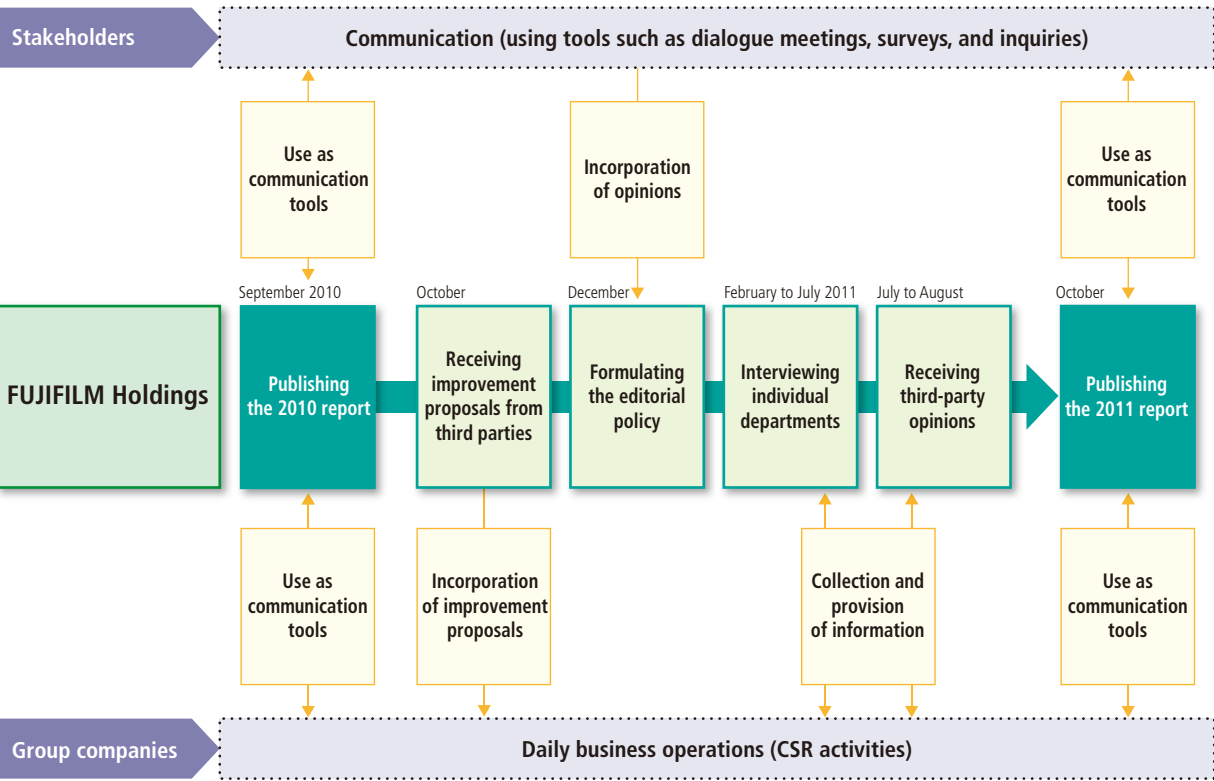 Stakeholders
Communication (using tools such as dialogue meetings, surveys, and inquiries)
Use as
communication
tools
Incorporation
of opinions
Use as
communication
tools
September 2010
October
December
February to July 2011
July to August
October
FUJIFILM Holdings
Publishing
the 2010 report
Receiving
improvement
proposals from
third parties
Formulating
the editorial
policy
Interviewing
individual
departments
Receiving
third-party
opinions
Publishing
the 2011 report
Use as
communication
tools
Incorporation
of improvement
proposals
Collection and
provision
of information
Use as
communication
tools
Group companies
Daily business operations (CSR activities)